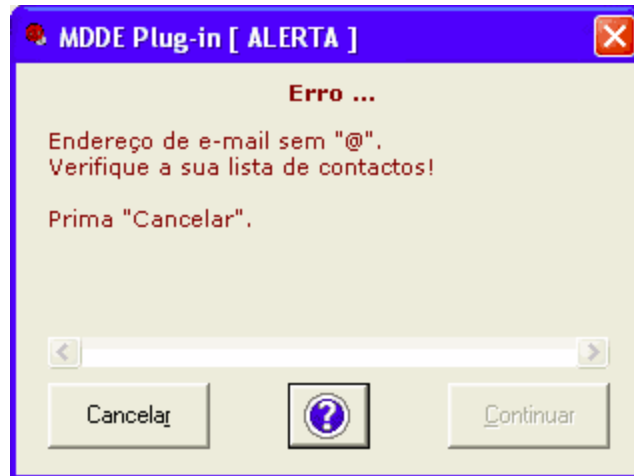 MDDE Plug-in [ ALERTA ]
Erro ...
Endereço de e-mail sem "@".
Verifique a sua lista de contactos!
Prima "Cancelar".
Cancelar
?
Continuar